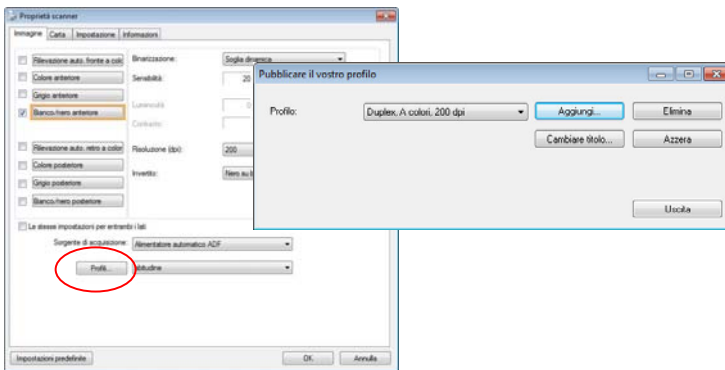 Proprietà scanner
Immagine Carta Impostazione Informazioni
Rilevazione auto. fronte a colo
Colore anteriore
Grigio anteriore
Bianco/nero anteriore
Rilevazione auto. retro a color
Colore posteriore
Grigio posteriore
Bianco/nero posteriore
Binarizzazione: Soglia dinamica
Sensibilità: 20
Luminosità: 0
Contrasto:
Risoluzione (dpi): 200
Invertito: Nero su b
Le stesse impostazioni per entrambi i lati
Sorgente di acquisizione: Alimentatore automatico ADF
Profili... abitudine
Impostazioni predefinite OK Annulla
Pubblicare il vostro profilo
Profilo: Duplex, A colori, 200 dpi Aggiungi... Elimina
Cambiare titolo... Azzera
Uscita